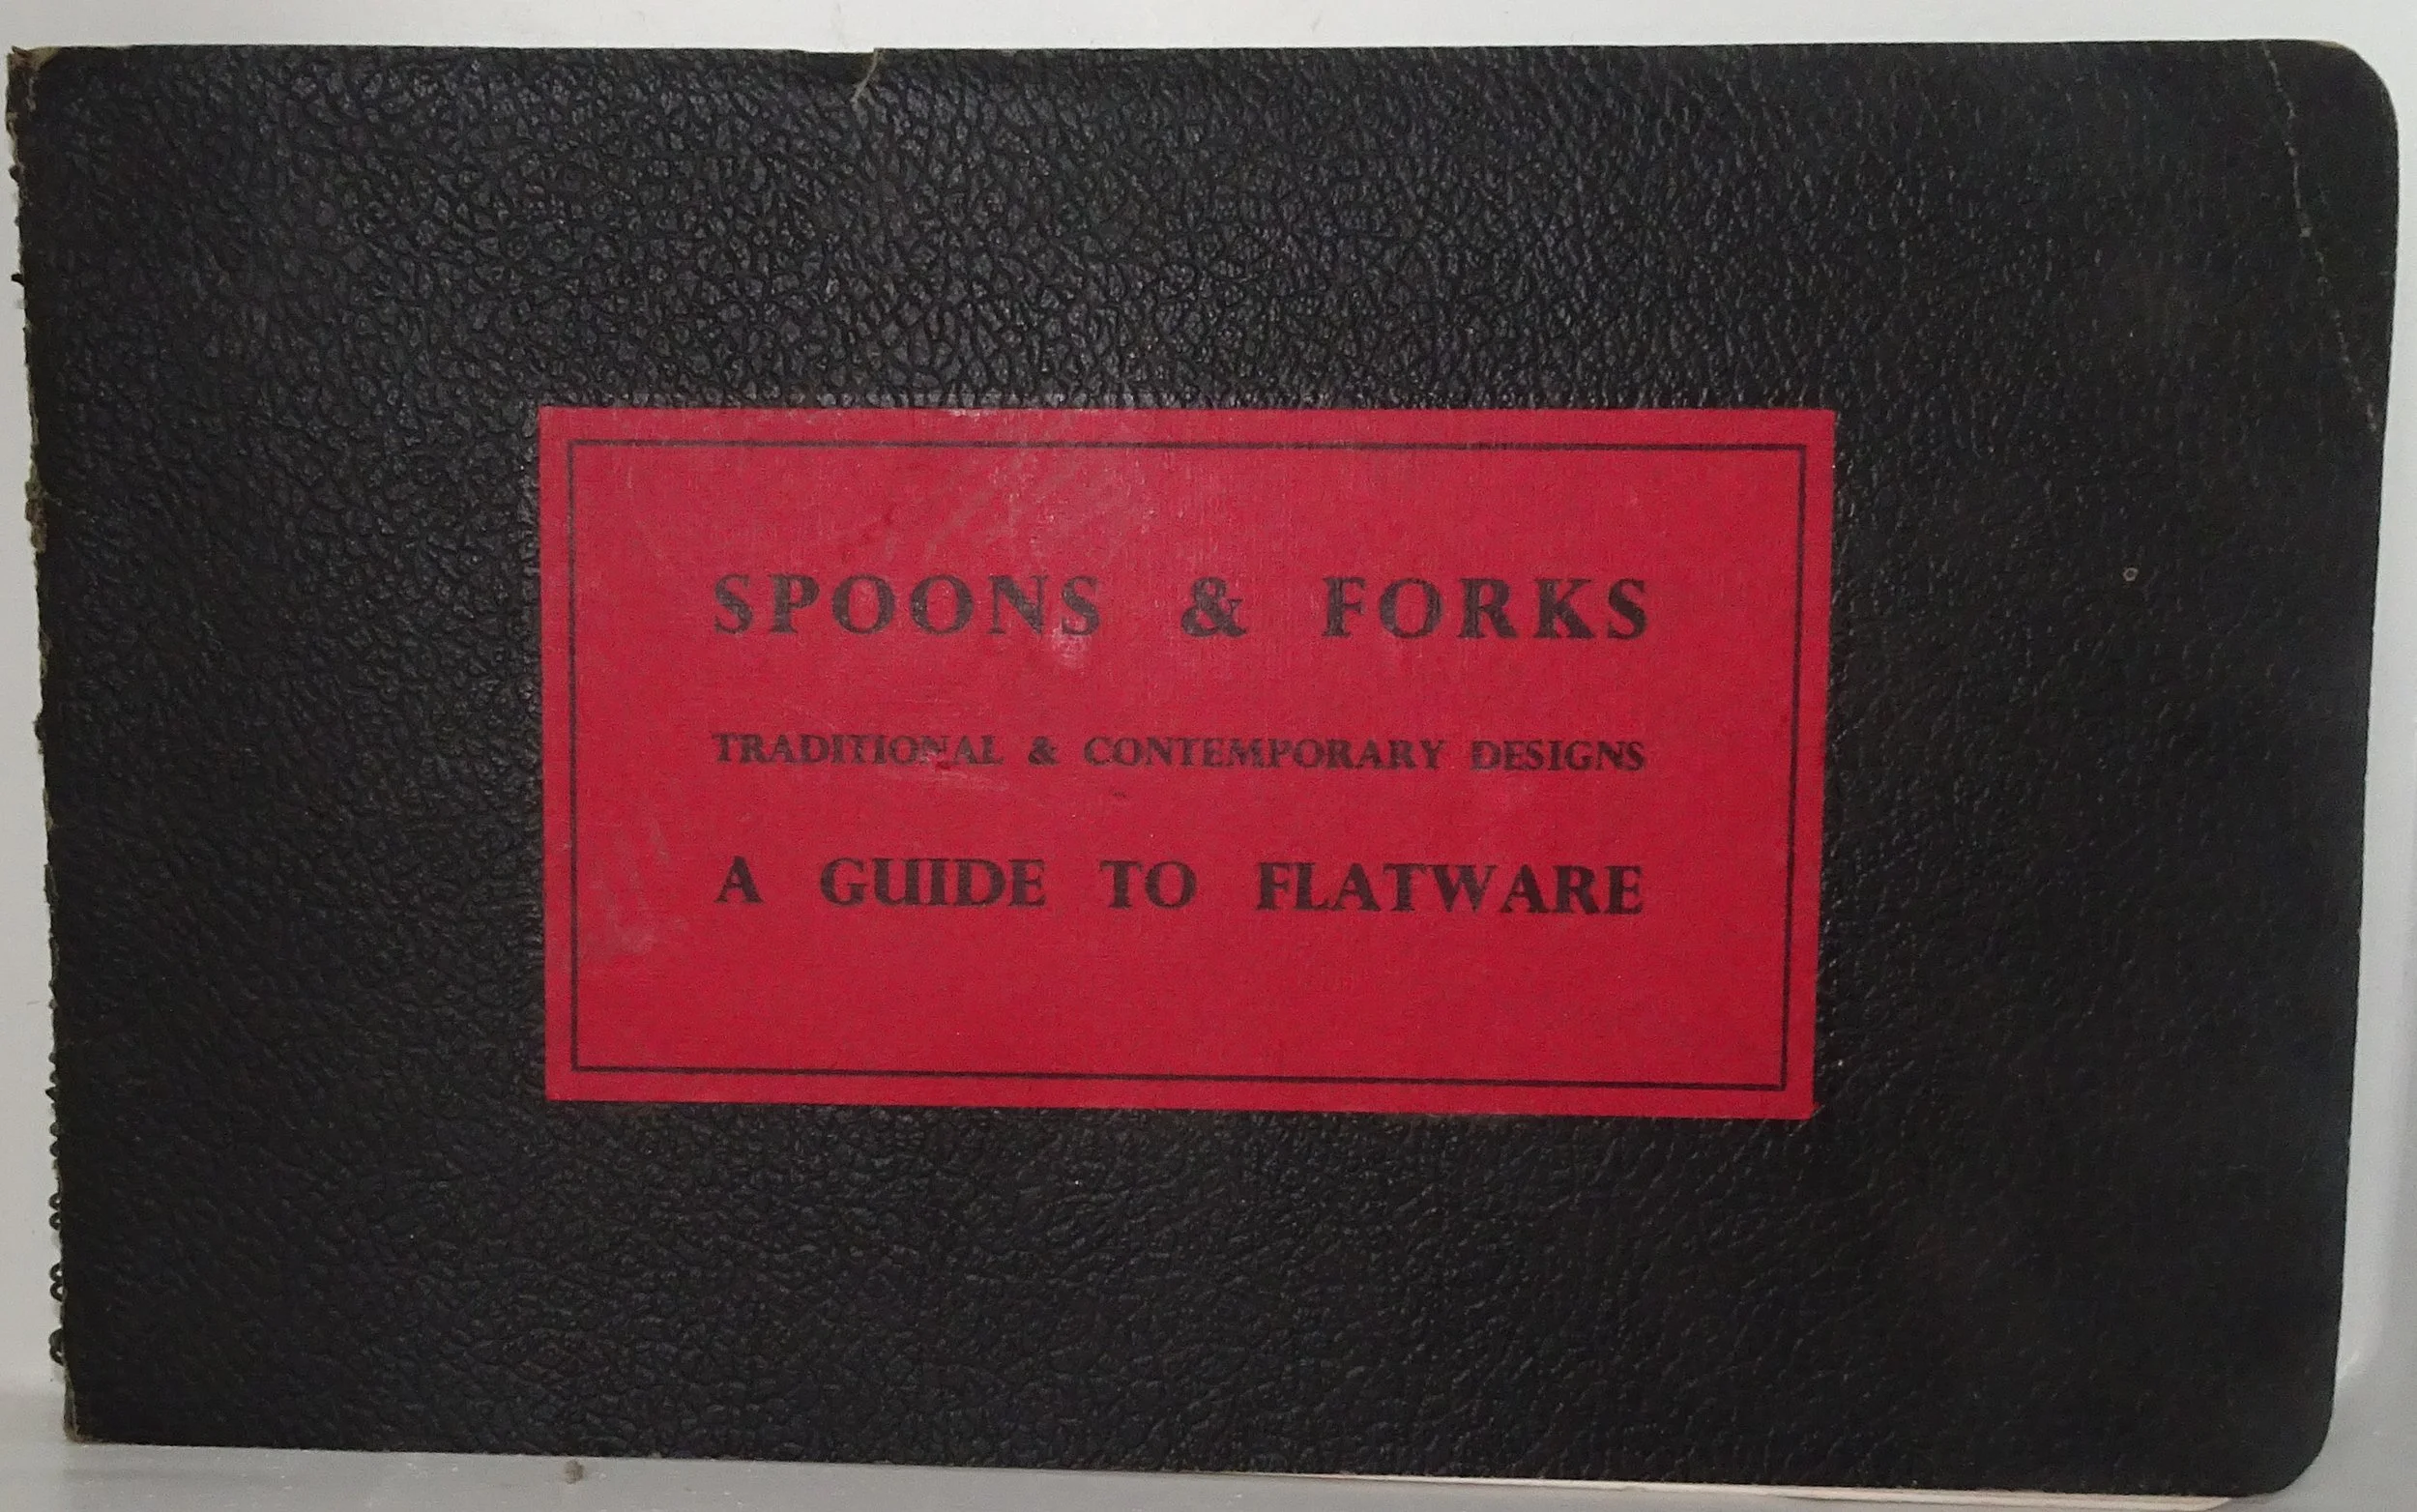 SPOONS & FORKS
TRADITIONAL & CONTEMPORARY DESIGNS
A GUIDE TO FLATWARE